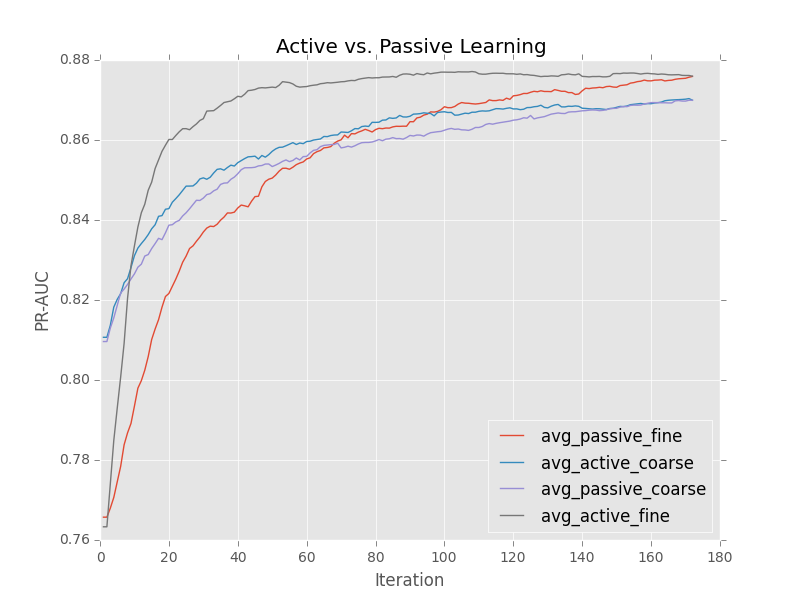 Active vs. Passive Learning
0.88
0.86
0.84
0.82
0.80
0.78
0.76
PR-AUC
0 20 40 60 80 100 120 140 160 180
Iteration
avg_passive_fine
avg_active_coarse
avg_passive_coarse
avg_active_fine